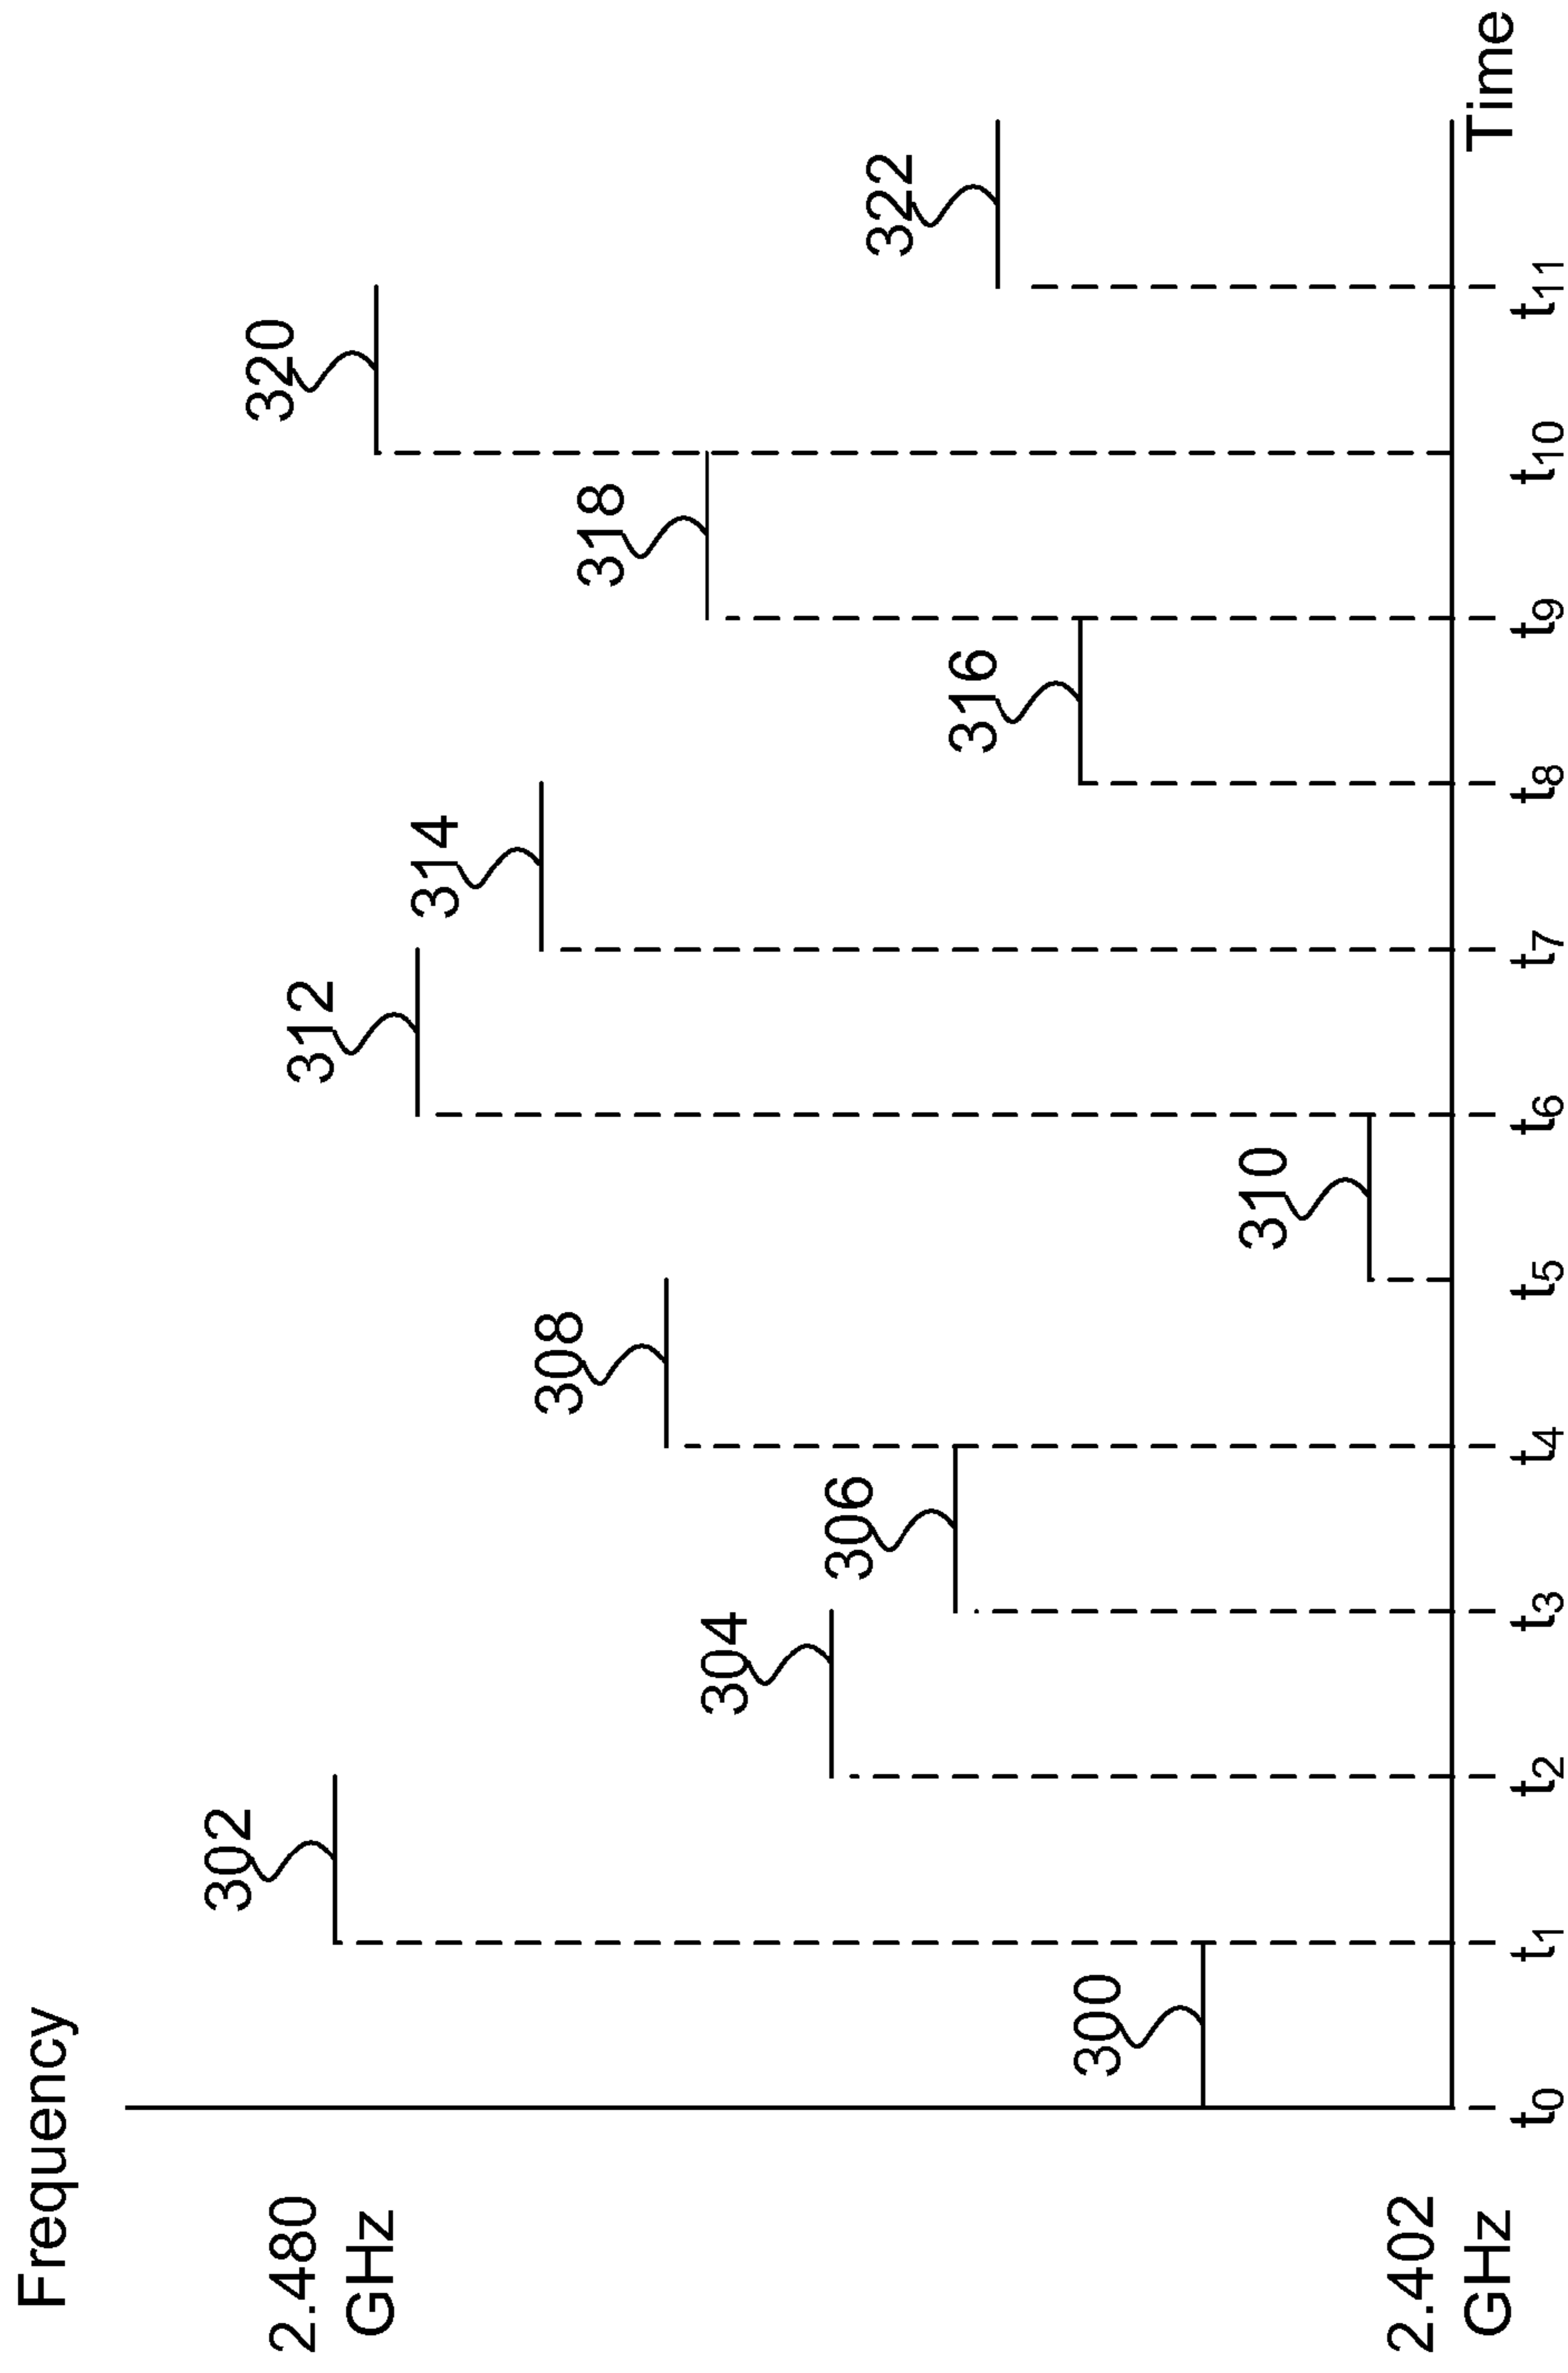 Frequency
2.480
GHz
302
320
312
314
308
318
304
306
322
316
300
310
2.402
GHz
Time
t0
t1
t2
t3
t4
t5
t6
t7
t8
t9
t10
t11